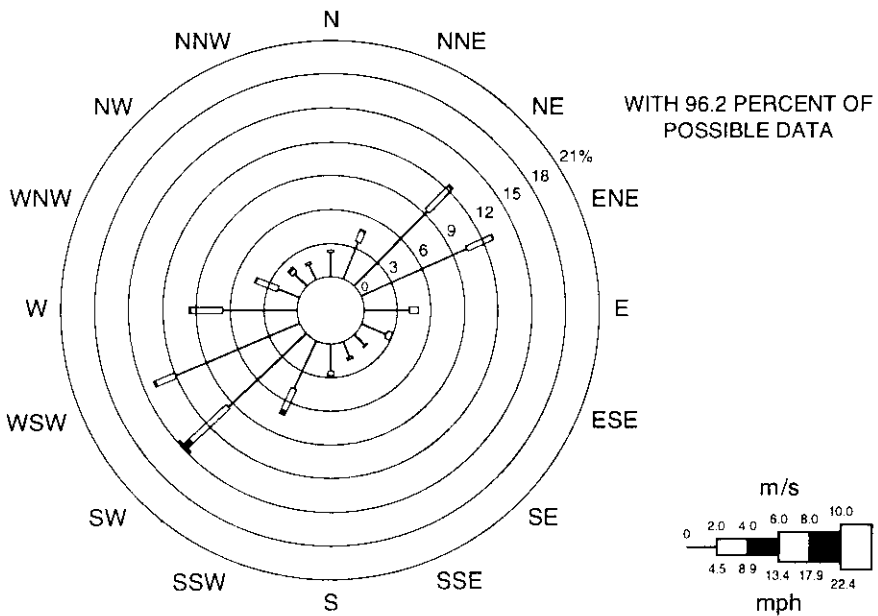 N
NNW
NNE
NW
NE
WITH 96.2 PERCENT OF
POSSIBLE DATA
21%
18
15
12
9
6
3
0
WNW
ENE
W
E
WSW
ESE
SW
SE
SSW
SSE
S
m/s
0 2.0 4.0 6.0 8.0 10.0
4.5 8.9 13.4 17.9 22.4
mph